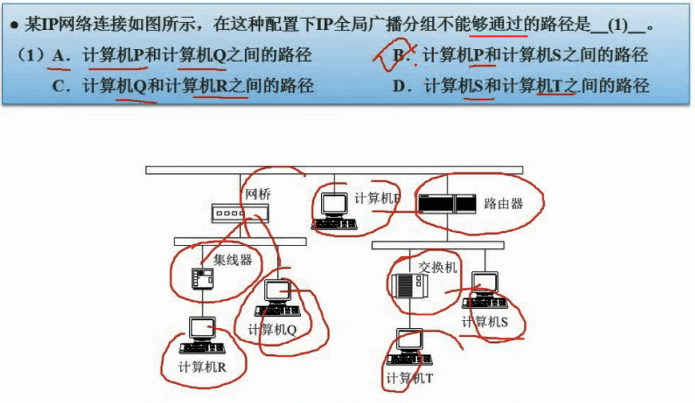 某IP网络连接如图所示，在这种配置下IP全局广播分组不能够通过的路径是__(1)__。
（1）A．计算机P和计算机Q之间的路径 B．计算机P和计算机S之间的路径
C．计算机Q和计算机R之间的路径 D．计算机S和计算机T之间的路径
网桥
计算机P
路由器
集线器
交换机
计算机Q
计算机S
计算机R
计算机T